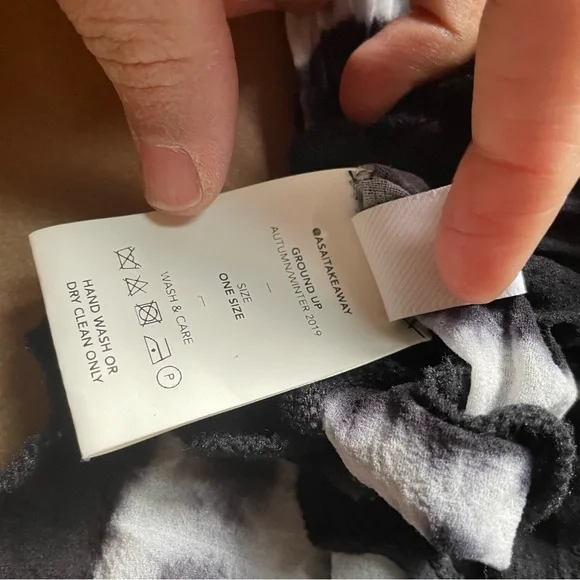 @ASAITAKEAWAY
GROUND UP
AUTUMN/WINTER 2019
—
SIZE
ONE SIZE
—
WASH & CARE
P
HAND WASH OR
DRY CLEAN ONLY